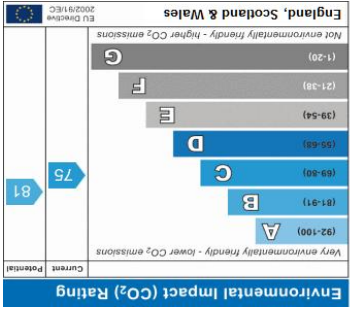 Environmental Impact (CO2) Rating
Current Potential
Very environmentally friendly - lower CO2 emissions
(92-100) A
(81-91) B
(69-80) C
(55-68) D
(39-54) E
(21-38) F
(1-20) G
75
81
Not environmentally friendly - higher CO2 emissions
England, Scotland & Wales
EU Directive
2002/91/EC